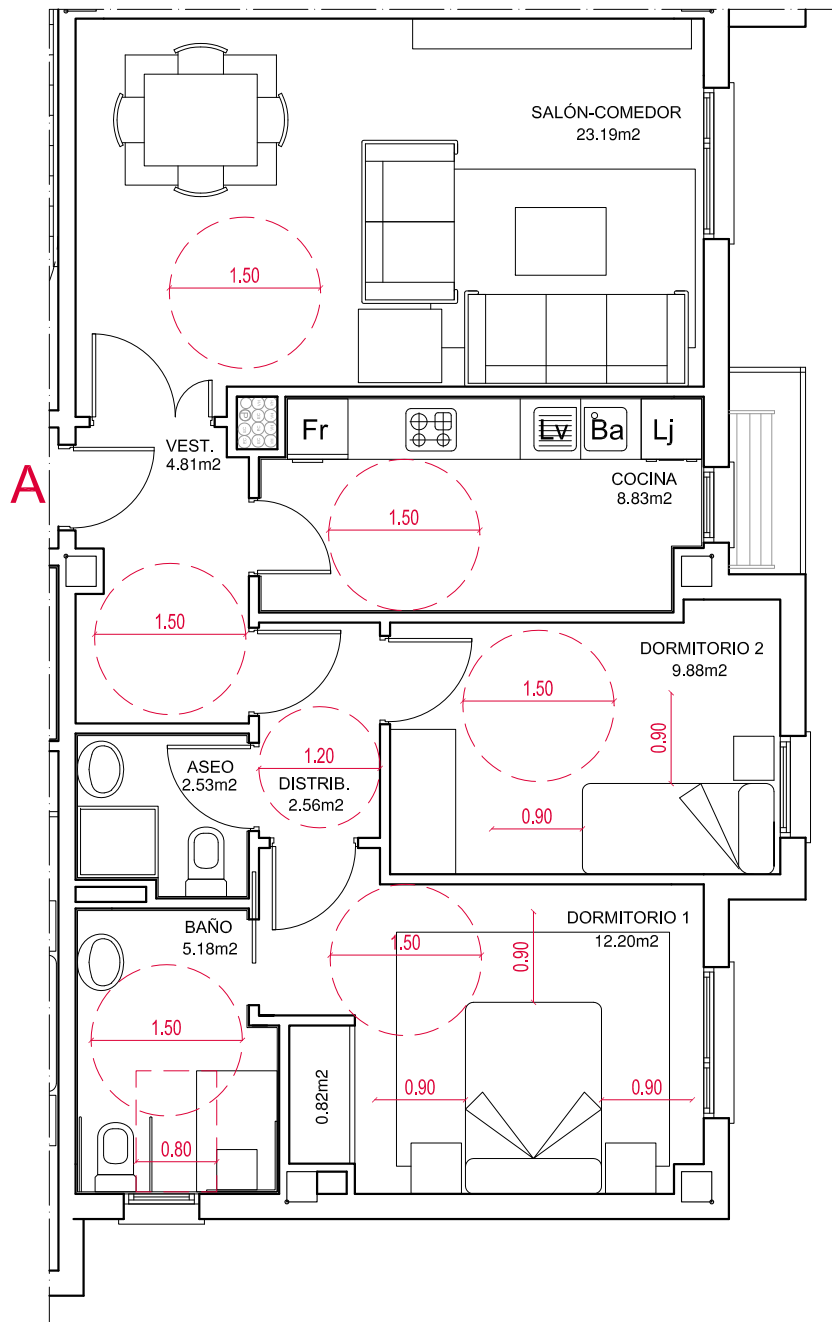 SALÓN-COMEDOR
23.19m2
1.50
Fr
Lv
Ba
Lj
VEST.
4.81m2
COCINA
8.83m2
A
1.50
1.50
DORMITORIO 2
9.88m2
1.50
0.90
ASEO
2.53m2
1.20
DISTRIB.
2.56m2
0.90
BAÑO
5.18m2
DORMITORIO 1
12.20m2
1.50
0.90
1.50
0.90
0.90
0.82m2
0.80